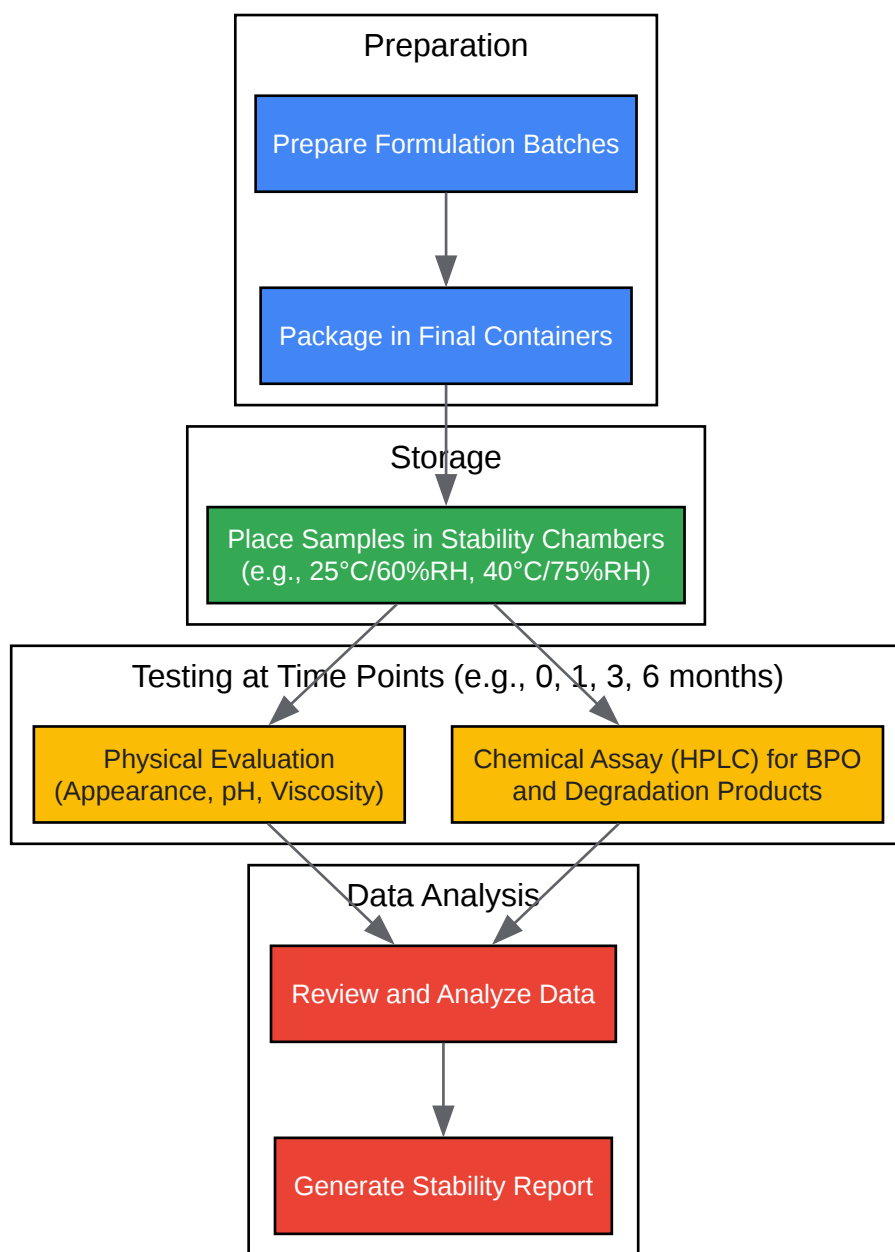 Preparation
Prepare Formulation Batches
Package in Final Containers
Storage
Place Samples in Stability Chambers
(e.g., 25°C/60%RH, 40°C/75%RH)
Testing at Time Points (e.g., 0, 1, 3, 6 months)
Physical Evaluation
(Appearance, pH, Viscosity)
Chemical Assay (HPLC) for BPO
and Degradation Products
Data Analysis
Review and Analyze Data
Generate Stability Report